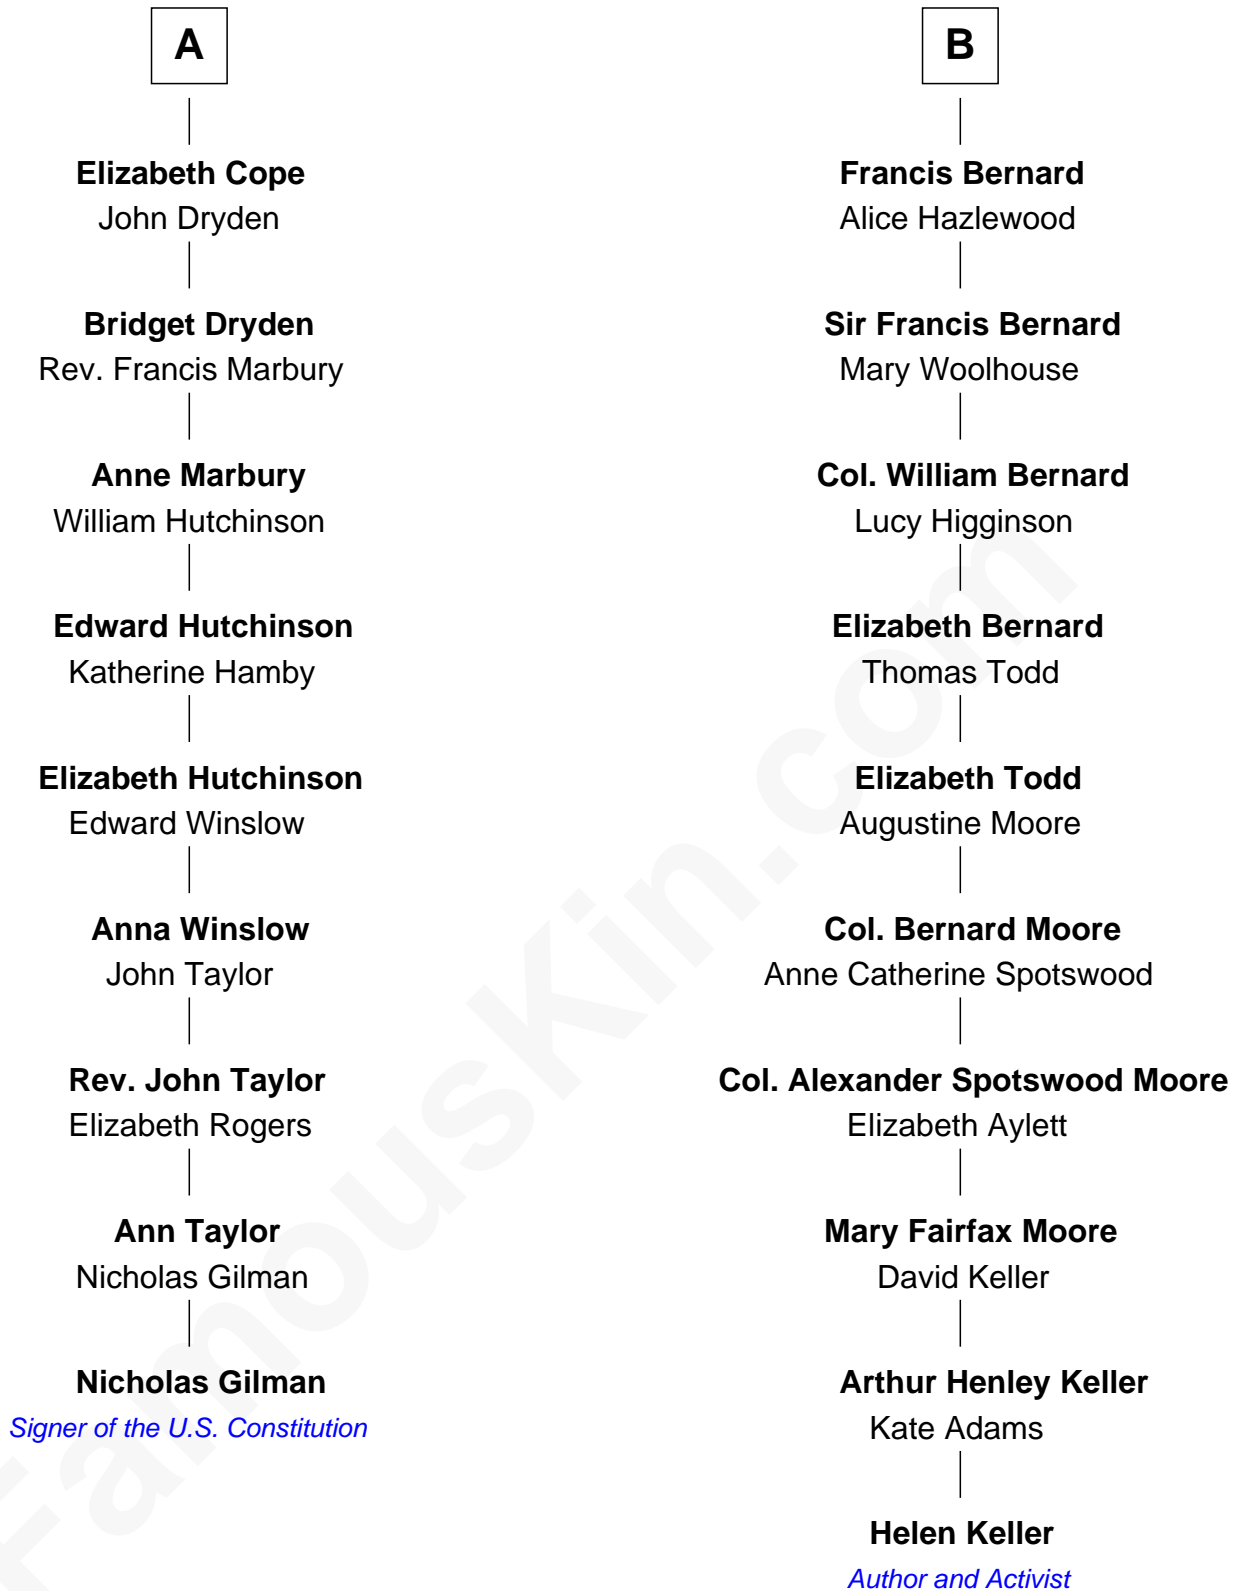 A
Elizabeth Cope
John Dryden
Bridget Dryden
Rev. Francis Marbury
Anne Marbury
William Hutchinson
Edward Hutchinson
Katherine Hamby
Elizabeth Hutchinson
Edward Winslow
Anna Winslow
John Taylor
Rev. John Taylor
Elizabeth Rogers
Ann Taylor
Nicholas Gilman
Nicholas Gilman
Signer of the U.S. Constitution
B
Francis Bernard
Alice Hazlewood
Sir Francis Bernard
Mary Woolhouse
Col. William Bernard
Lucy Higginson
Elizabeth Bernard
Thomas Todd
Elizabeth Todd
Augustine Moore
Col. Bernard Moore
Anne Catherine Spotswood
Col. Alexander Spotswood Moore
Elizabeth Aylett
Mary Fairfax Moore
David Keller
Arthur Henley Keller
Kate Adams
Helen Keller
Author and Activist
FamousKin.com